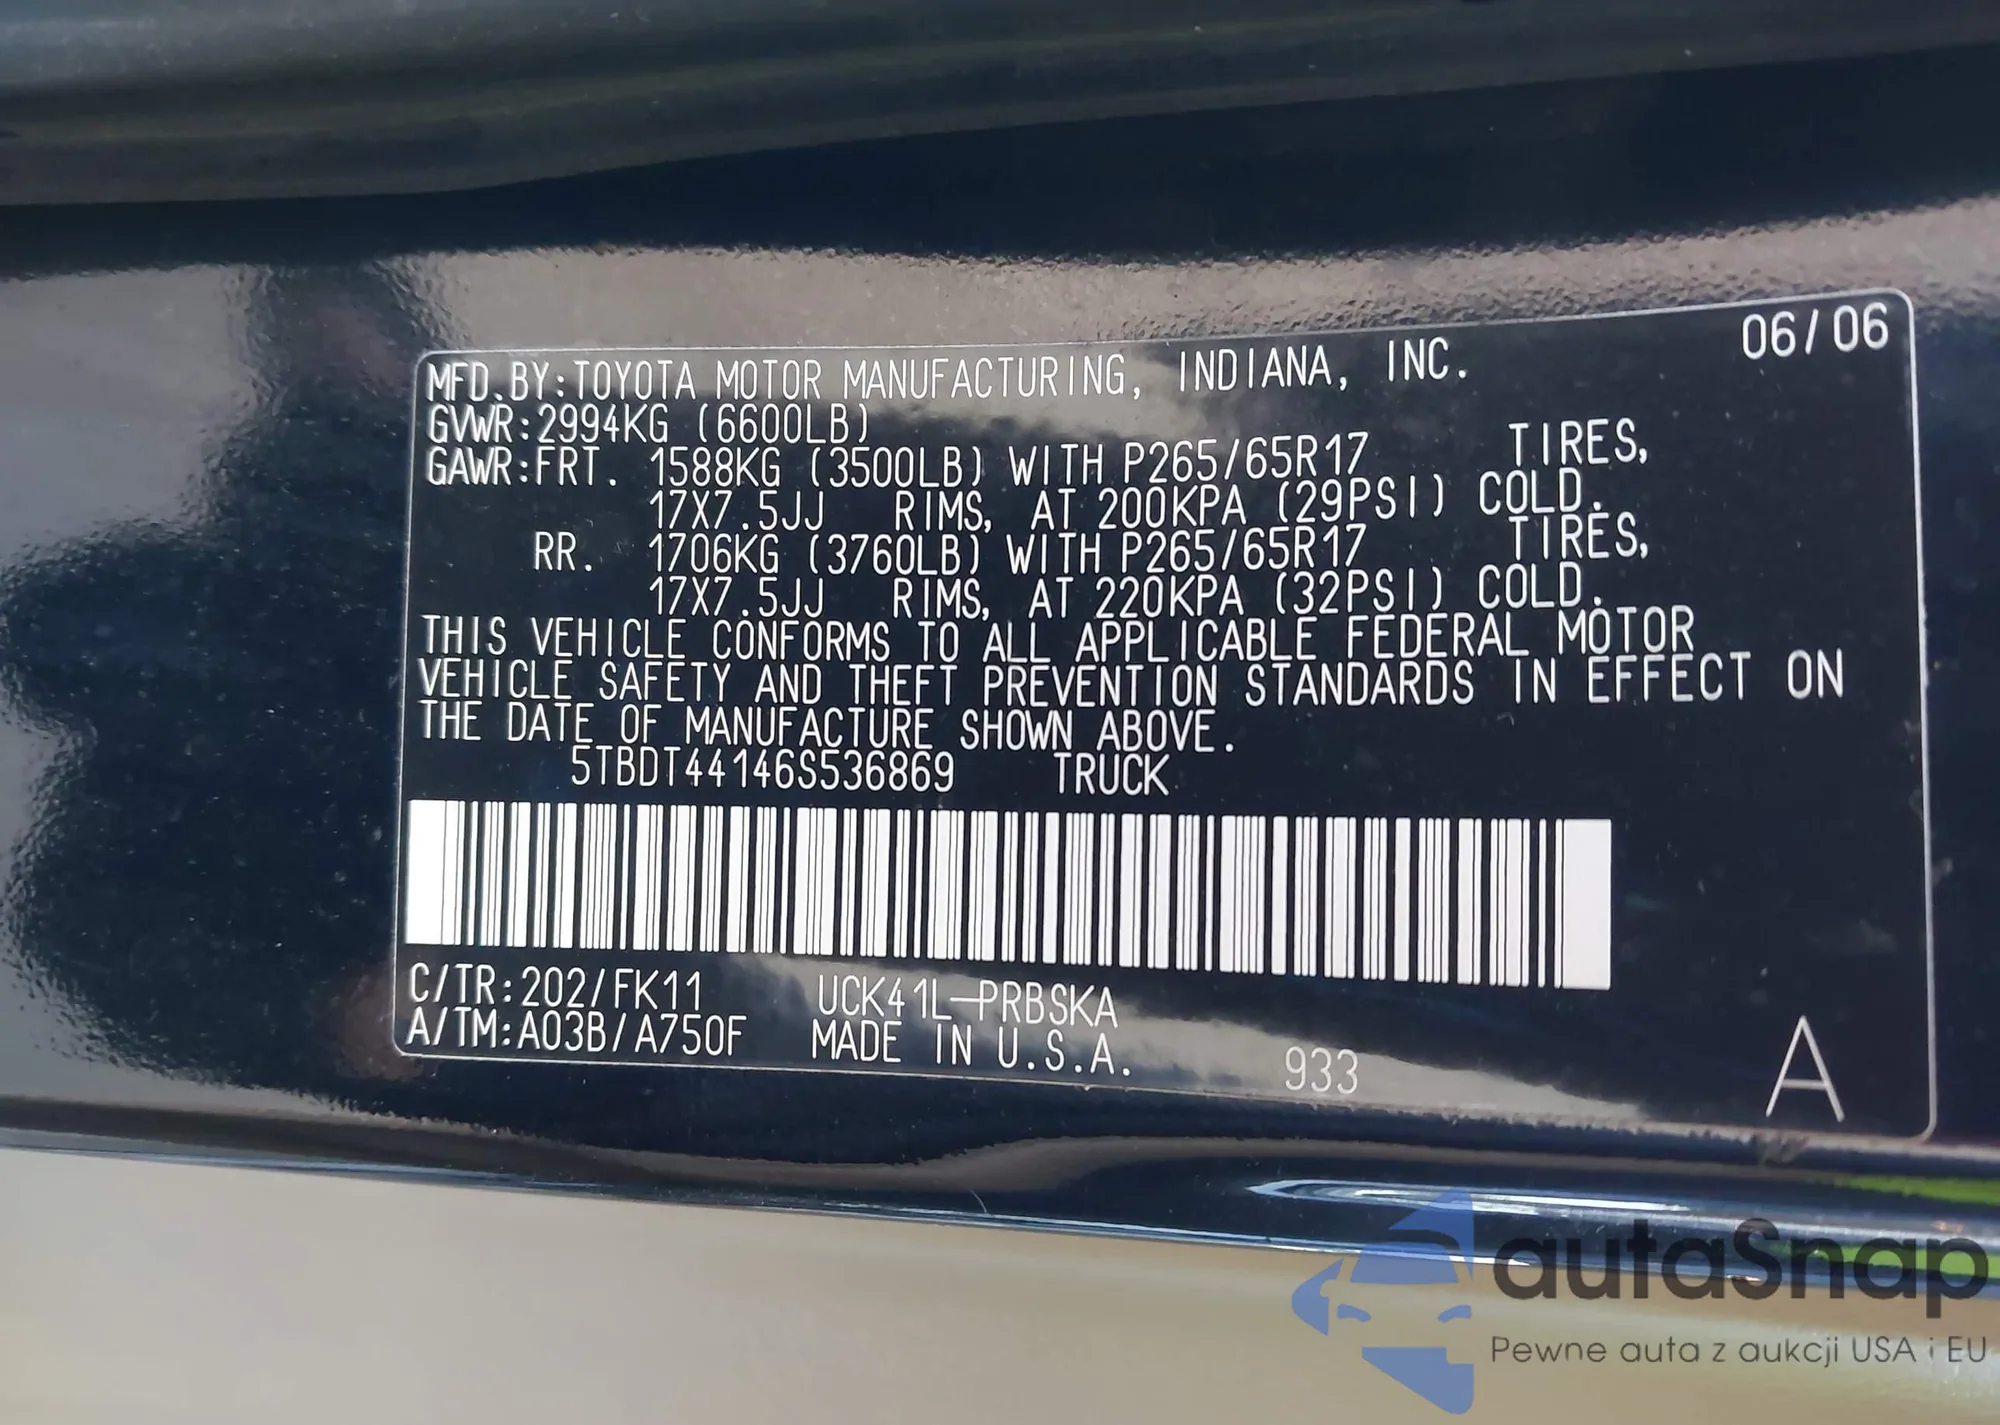 06/06
MFD.BY:TOYOTA MOTOR MANUFACTURING, INDIANA, INC.
GVWR:2994KG (6600LB)
GAWR:FRT. 1588KG (3500LB) WITH P265/65R17 TIRES,
17X7.5JJ RIMS, AT 200KPA (29PSI) COLD.
RR. 1706KG (3760LB) WITH P265/65R17 TIRES,
17X7.5JJ RIMS, AT 220KPA (32PSI) COLD.
THIS VEHICLE CONFORMS TO ALL APPLICABLE FEDERAL MOTOR
VEHICLE SAFETY AND THEFT PREVENTION STANDARDS IN EFFECT ON
THE DATE OF MANUFACTURE SHOWN ABOVE.
5TBDT44146S536869 TRUCK
C/TR:202/FK11 UCK41L-PRBSKA
A/TM:A03B/A750F MADE IN U.S.A. 933
A
autaSnap
Pewne auta z aukcji USA i EU